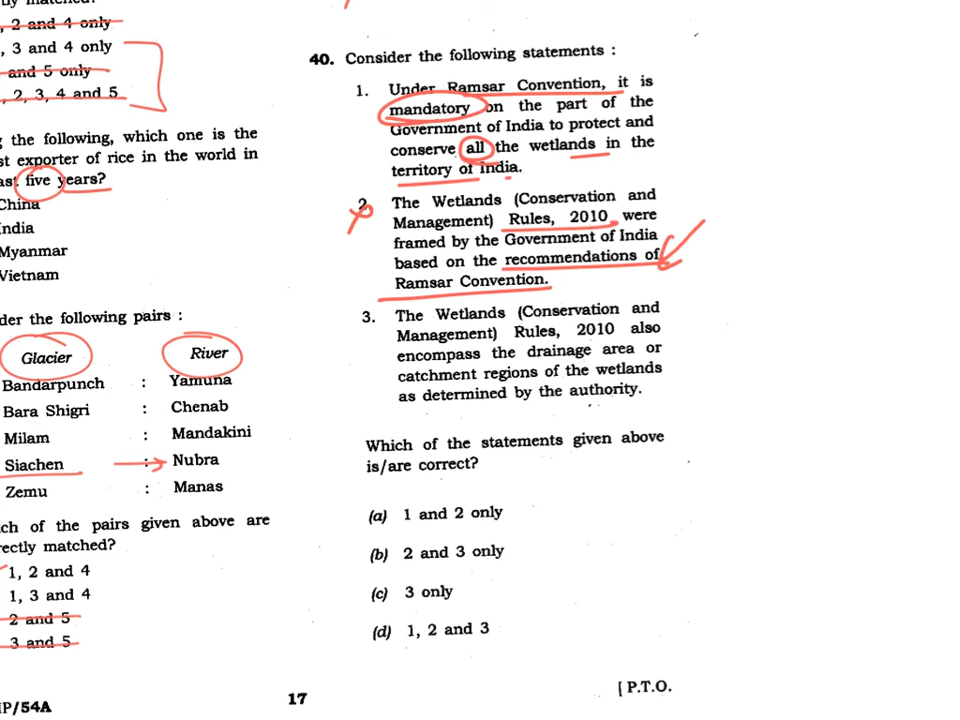 2 and 4 only
, 3 and 4 only
and 5 only
, 2, 3, 4 and 5
the following, which one is the
exporter of rice in the world in
five years?
China
India
Myanmar
Vietnam
the following pairs :
Glacier River
Bandarpunch : Yamuna
Bara Shigri : Chenab
Milam : Mandakini
Siachen : Nubra
Zemu : Manas
of the pairs given above are
matched?
1, 2 and 4
1, 3 and 4
2 and 5
3 and 5
P/54A
40. Consider the following statements :
1. Under Ramsar Convention, it is
mandatory on the part of the
Government of India to protect and
conserve all the wetlands in the
territory of India.
2. The Wetlands (Conservation and
Management) Rules, 2010 were
framed by the Government of India
based on the recommendations of
Ramsar Convention.
3. The Wetlands (Conservation and
Management) Rules, 2010 also
encompass the drainage area or
catchment regions of the wetlands
as determined by the authority.
Which of the statements given above
is/are correct?
(a) 1 and 2 only
(b) 2 and 3 only
(c) 3 only
(d) 1, 2 and 3
17
[ P.T.O.